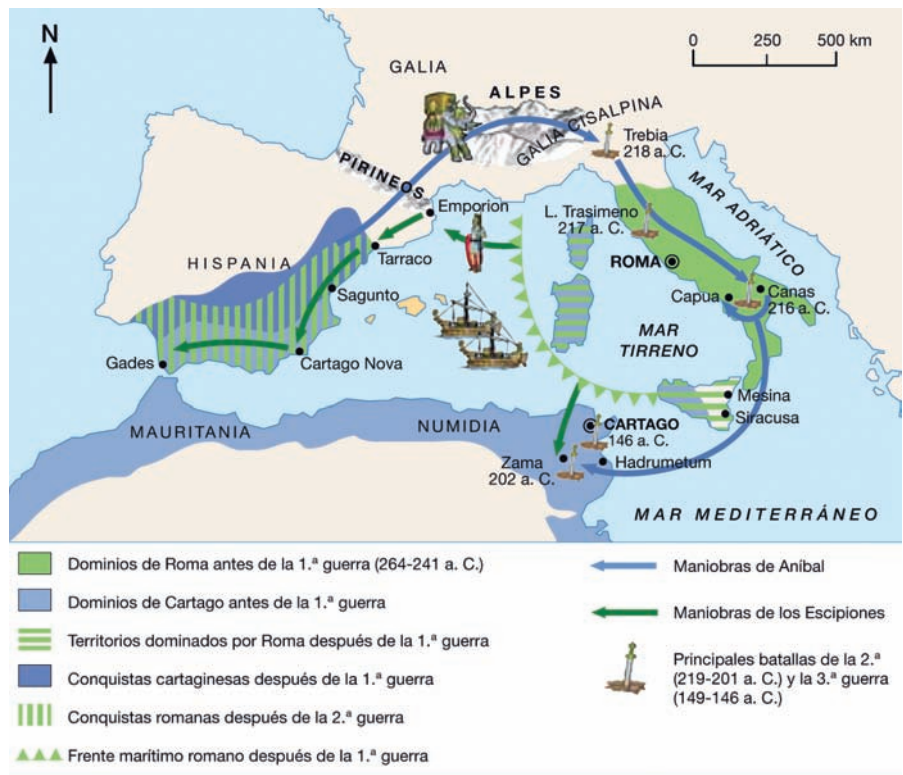 N
0 250 500 km
GALIA
ALPES
GALIA CISALPINA
Trebia
218 a. C.
PIRINEOS
MAR ADRIÁTICO
Emporion
L. Trasimeno
217 a. C.
Tarraco
HISPANIA
ROMA
Sagunto
Capua
Canas
216 a. C.
MAR
TIRRENO
Gades
Cartago Nova
Mesina
Siracusa
MAURITANIA
NUMIDIA
CARTAGO
146 a. C.
Zama
202 a. C.
Hadrumetum
MAR MEDITERRÁNEO
Dominios de Roma antes de la 1.ª guerra (264-241 a. C.)
Dominios de Cartago antes de la 1.ª guerra
Territorios dominados por Roma después de la 1.ª guerra
Conquistas cartaginesas después de la 1.ª guerra
Conquistas romanas después de la 2.ª guerra
Frente marítimo romano después de la 1.ª guerra
Maniobras de Aníbal
Maniobras de los Escipiones
Principales batallas de la 2.ª
(219-201 a. C.) y la 3.ª guerra
(149-146 a. C.)